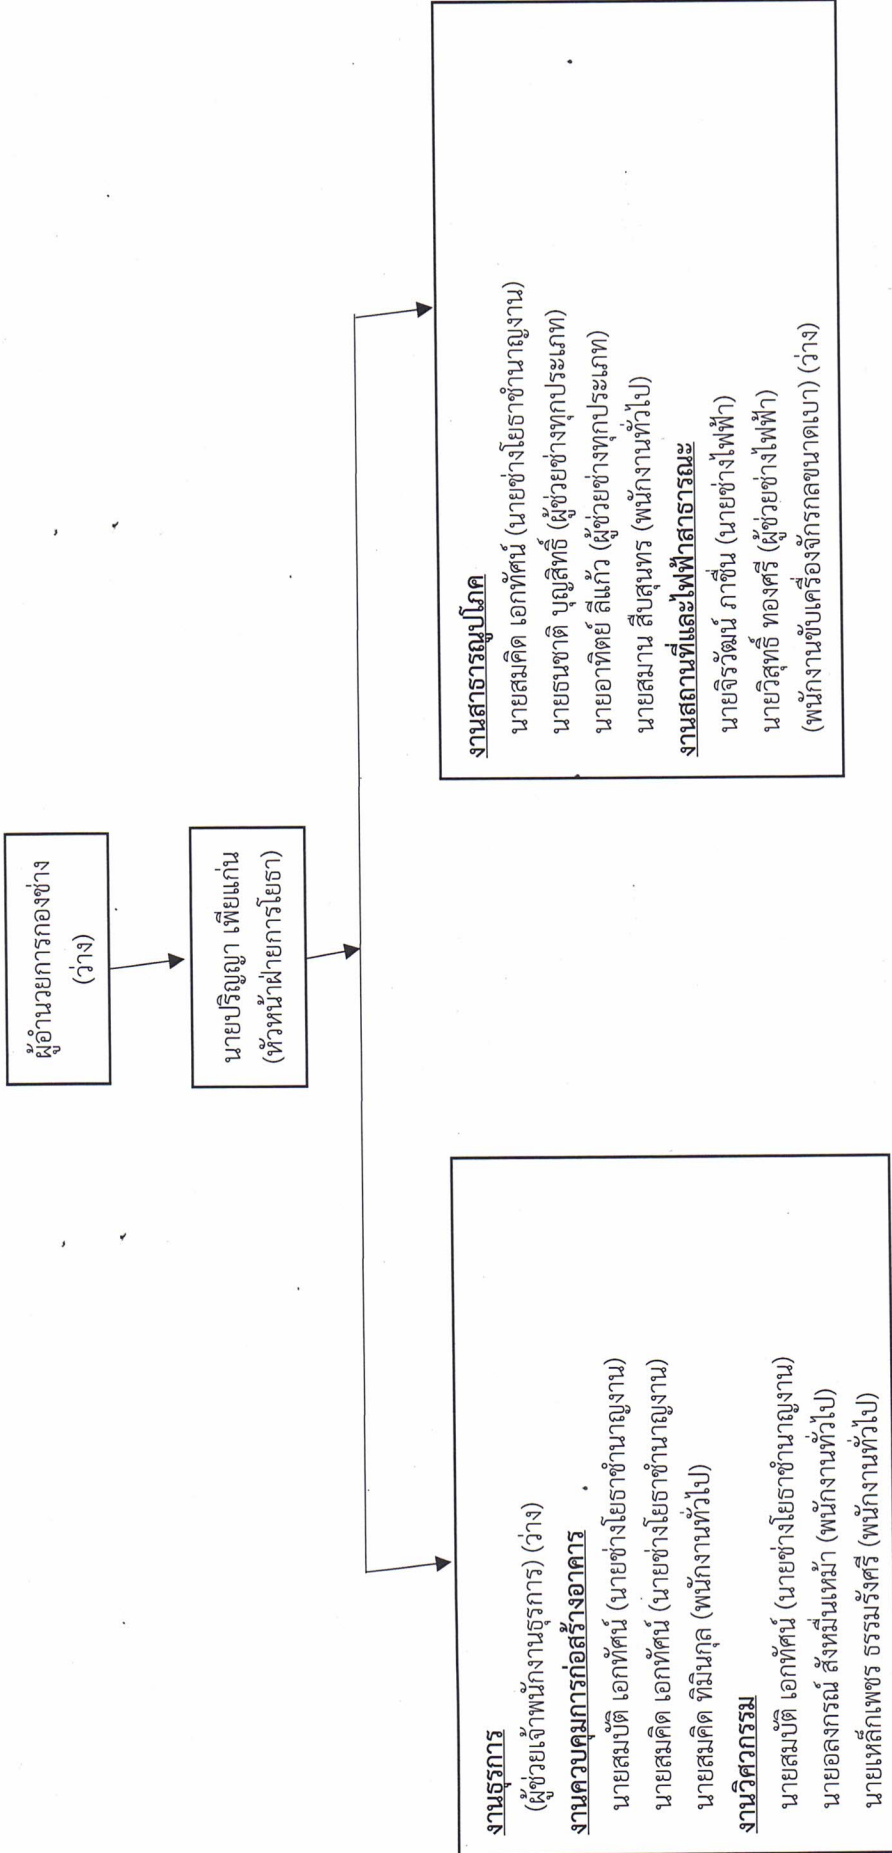 ผู้อำนวยการกองช่าง
(ว่าง)
นายปริญญา เพียแก่น
(หัวหน้าฝ่ายการโยธา)
งานธุรการ
(ผู้ช่วยเจ้าพนักงานธุรการ) (ว่าง)
งานควบคุมการก่อสร้างอาคาร
นายสมบัติ เอกทัศน์ (นายช่างโยธาชำนาญงาน)
นายสมคิด เอกทัศน์ (นายช่างโยธาชำนาญงาน)
นายสมคิด ทิมินกุล (พนักงานทั่วไป)
งานวิศวกรรม
นายสมบัติ เอกทัศน์ (นายช่างโยธาชำนาญงาน)
นายอลงกรณ์ สังหมื่นเหม้า (พนักงานทั่วไป)
นายเหล็กเพชร ธรรมรังศรี (พนักงานทั่วไป)
งานสาธารณูปโภค
นายสมคิด เอกทัศน์ (นายช่างโยธาชำนาญงาน)
นายธนชาติ บุญสิทธิ์ (ผู้ช่วยช่างทุกประเภท)
นายอาทิตย์ ลีแก้ว (ผู้ช่วยช่างทุกประเภท)
นายสมาน สืบสุนทร (พนักงานทั่วไป)
งานสถานที่และไฟฟ้าสาธารณะ
นายจิรวัฒน์ ภาชื่น (นายช่างไฟฟ้า)
นายวิสุทธิ์ ทองศรี (ผู้ช่วยช่างไฟฟ้า)
(พนักงานขับเครื่องจักรกลขนาดเบา) (ว่าง)